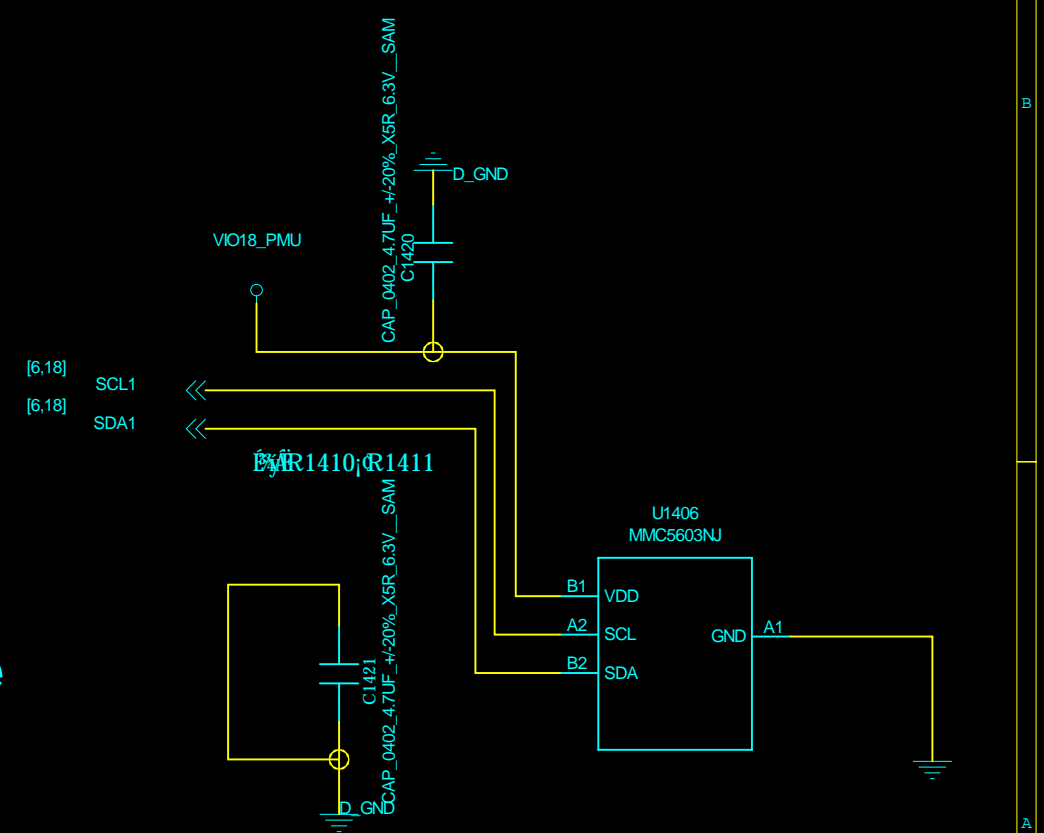 CAP_0402_4.7UF_+/-20%_X5R_6.3V__SAM
B
D_GND
VIO18_PMU
C1420
[6,18]
SCL1
[6,18]
SDA1
R1410¡
R1411
CAP_0402_4.7UF_+/-20%_X5R_6.3V__SAM
U1406
MMC5603NJ
B1
VDD
A2
SCL
GND
A1
B2
SDA
C1421
D_GND
A